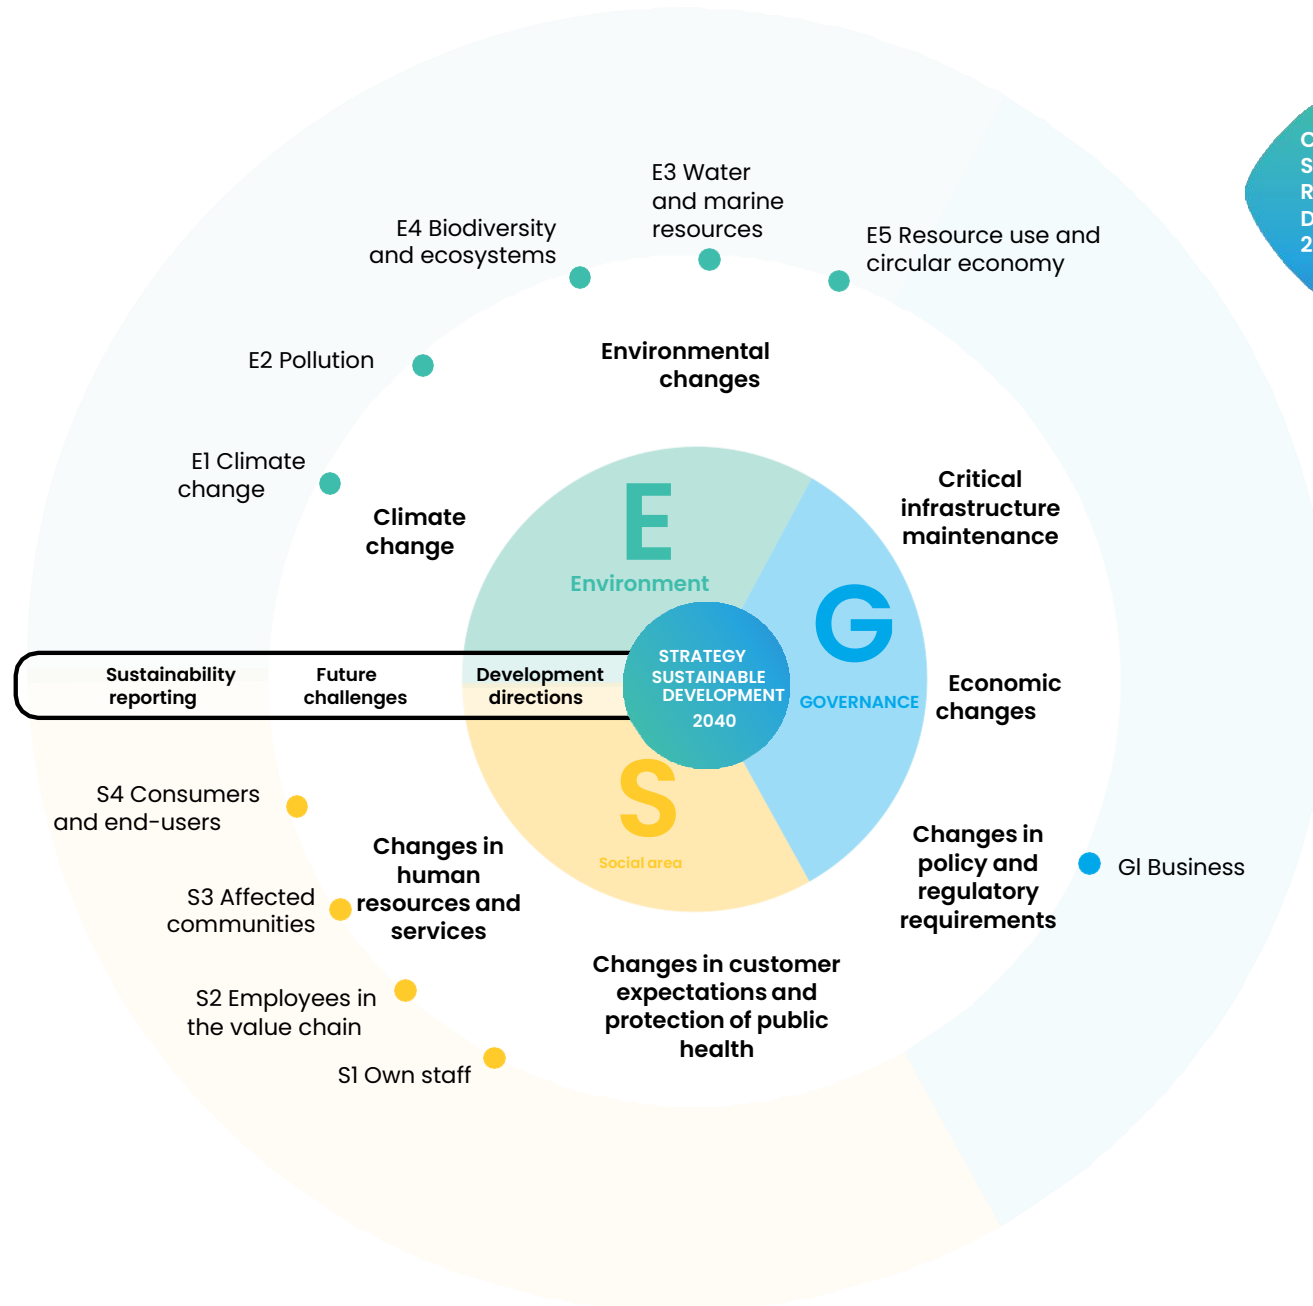 E3 Water
and marine
resources
E4 Biodiversity
and ecosystems
E5 Resource use and
circular economy
E2 Pollution
Environmental
changes
E1 Climate
change
Climate
change
Critical
infrastructure
maintenance
E
Environment
G
GOVERNANCE
Sustainability
reporting
Future
challenges
Development
directions
STRATEGY
SUSTAINABLE
DEVELOPMENT
2040
Economic
changes
S
Social area
S4 Consumers
and end-users
Changes in
human
resources and
services
S3 Affected
communities
S2 Employees in
the value chain
S1 Own staff
Changes in customer
expectations and
protection of public
health
Changes in
policy and
regulatory
requirements
Gl Business